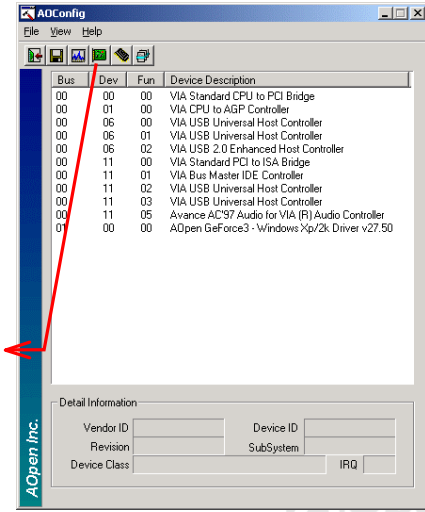 AOConfig
File View Help
Bus Dev Fun Device Description
00 00 00 VIA Standard CPU to PCI Bridge
00 01 00 VIA CPU to AGP Controller
00 06 00 VIA USB Universal Host Controller
00 06 01 VIA USB Universal Host Controller
00 06 02 VIA USB 2.0 Enhanced Host Controller
00 11 00 VIA Standard PCI to ISA Bridge
00 11 01 VIA Bus Master IDE Controller
00 11 02 VIA USB Universal Host Controller
00 11 03 VIA USB Universal Host Controller
00 11 05 Avance AC'97 Audio for VIA (R) Audio Controller
01 00 00 AOpen GeForce3 - Windows Xp/2k Driver v27.50
Detail Information
Vendor ID Device ID
Revision SubSystem
Device Class IRQ
AOpen Inc.